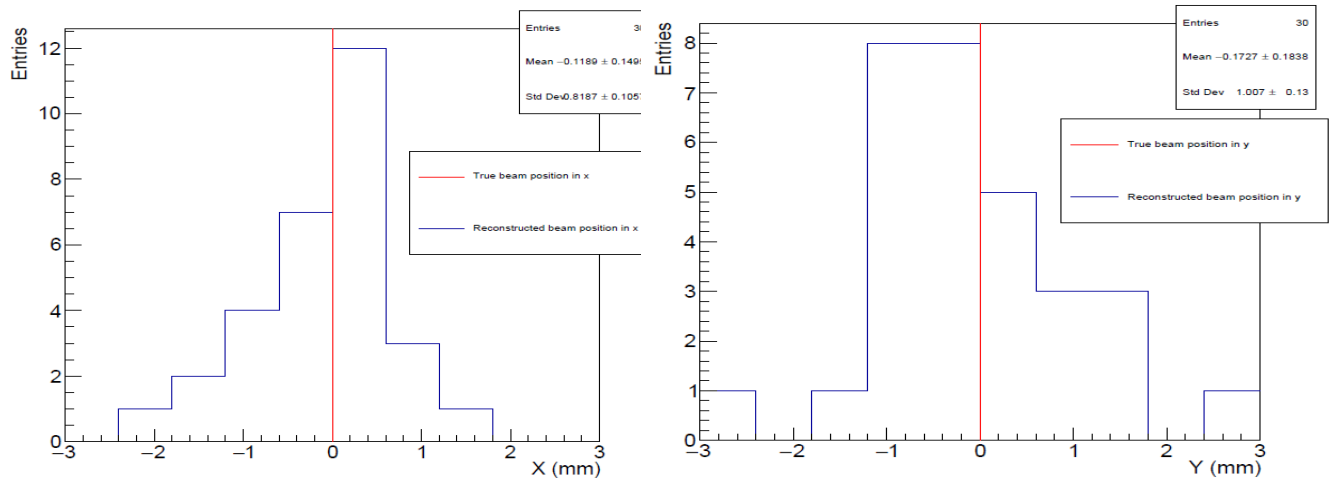 Entries
12
10
8
6
4
2
0
−3 −2 −1 0 1 2 3
X (mm)
Entries
Mean −0.1189 ± 0.149
Std Dev 0.8187 ± 0.105
True beam position in x
Reconstructed beam position in x
Entries
8
7
6
5
4
3
2
1
0
−3 −2 −1 0 1 2 3
Y (mm)
Entries 30
Mean −0.1727 ± 0.1838
Std Dev 1.007 ± 0.13
True beam position in y
Reconstructed beam position in y